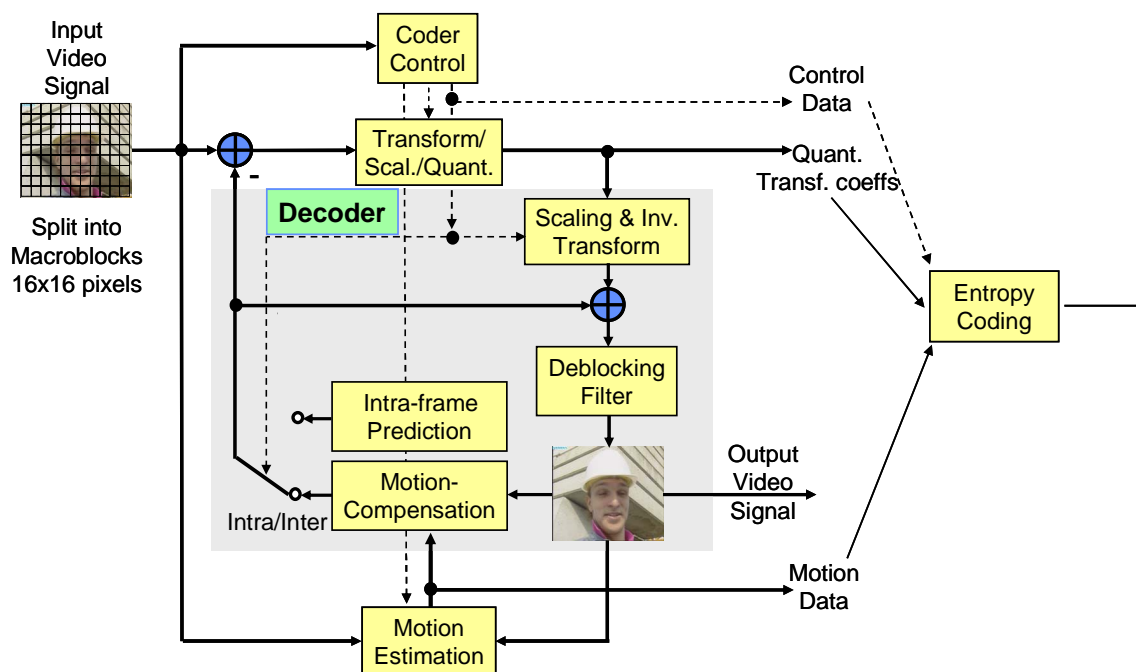 Input
Video
Signal
Coder
Control
Control
Data
Transform/
Scal./Quant.
-
Quant.
Transf. coeffs
Decoder
Split into
Macroblocks
16x16 pixels
Scaling & Inv.
Transform
Entropy
Coding
Deblocking
Filter
Intra-frame
Prediction
Motion-
Compensation
Intra/Inter
Output
Video
Signal
Motion
Data
Motion
Estimation